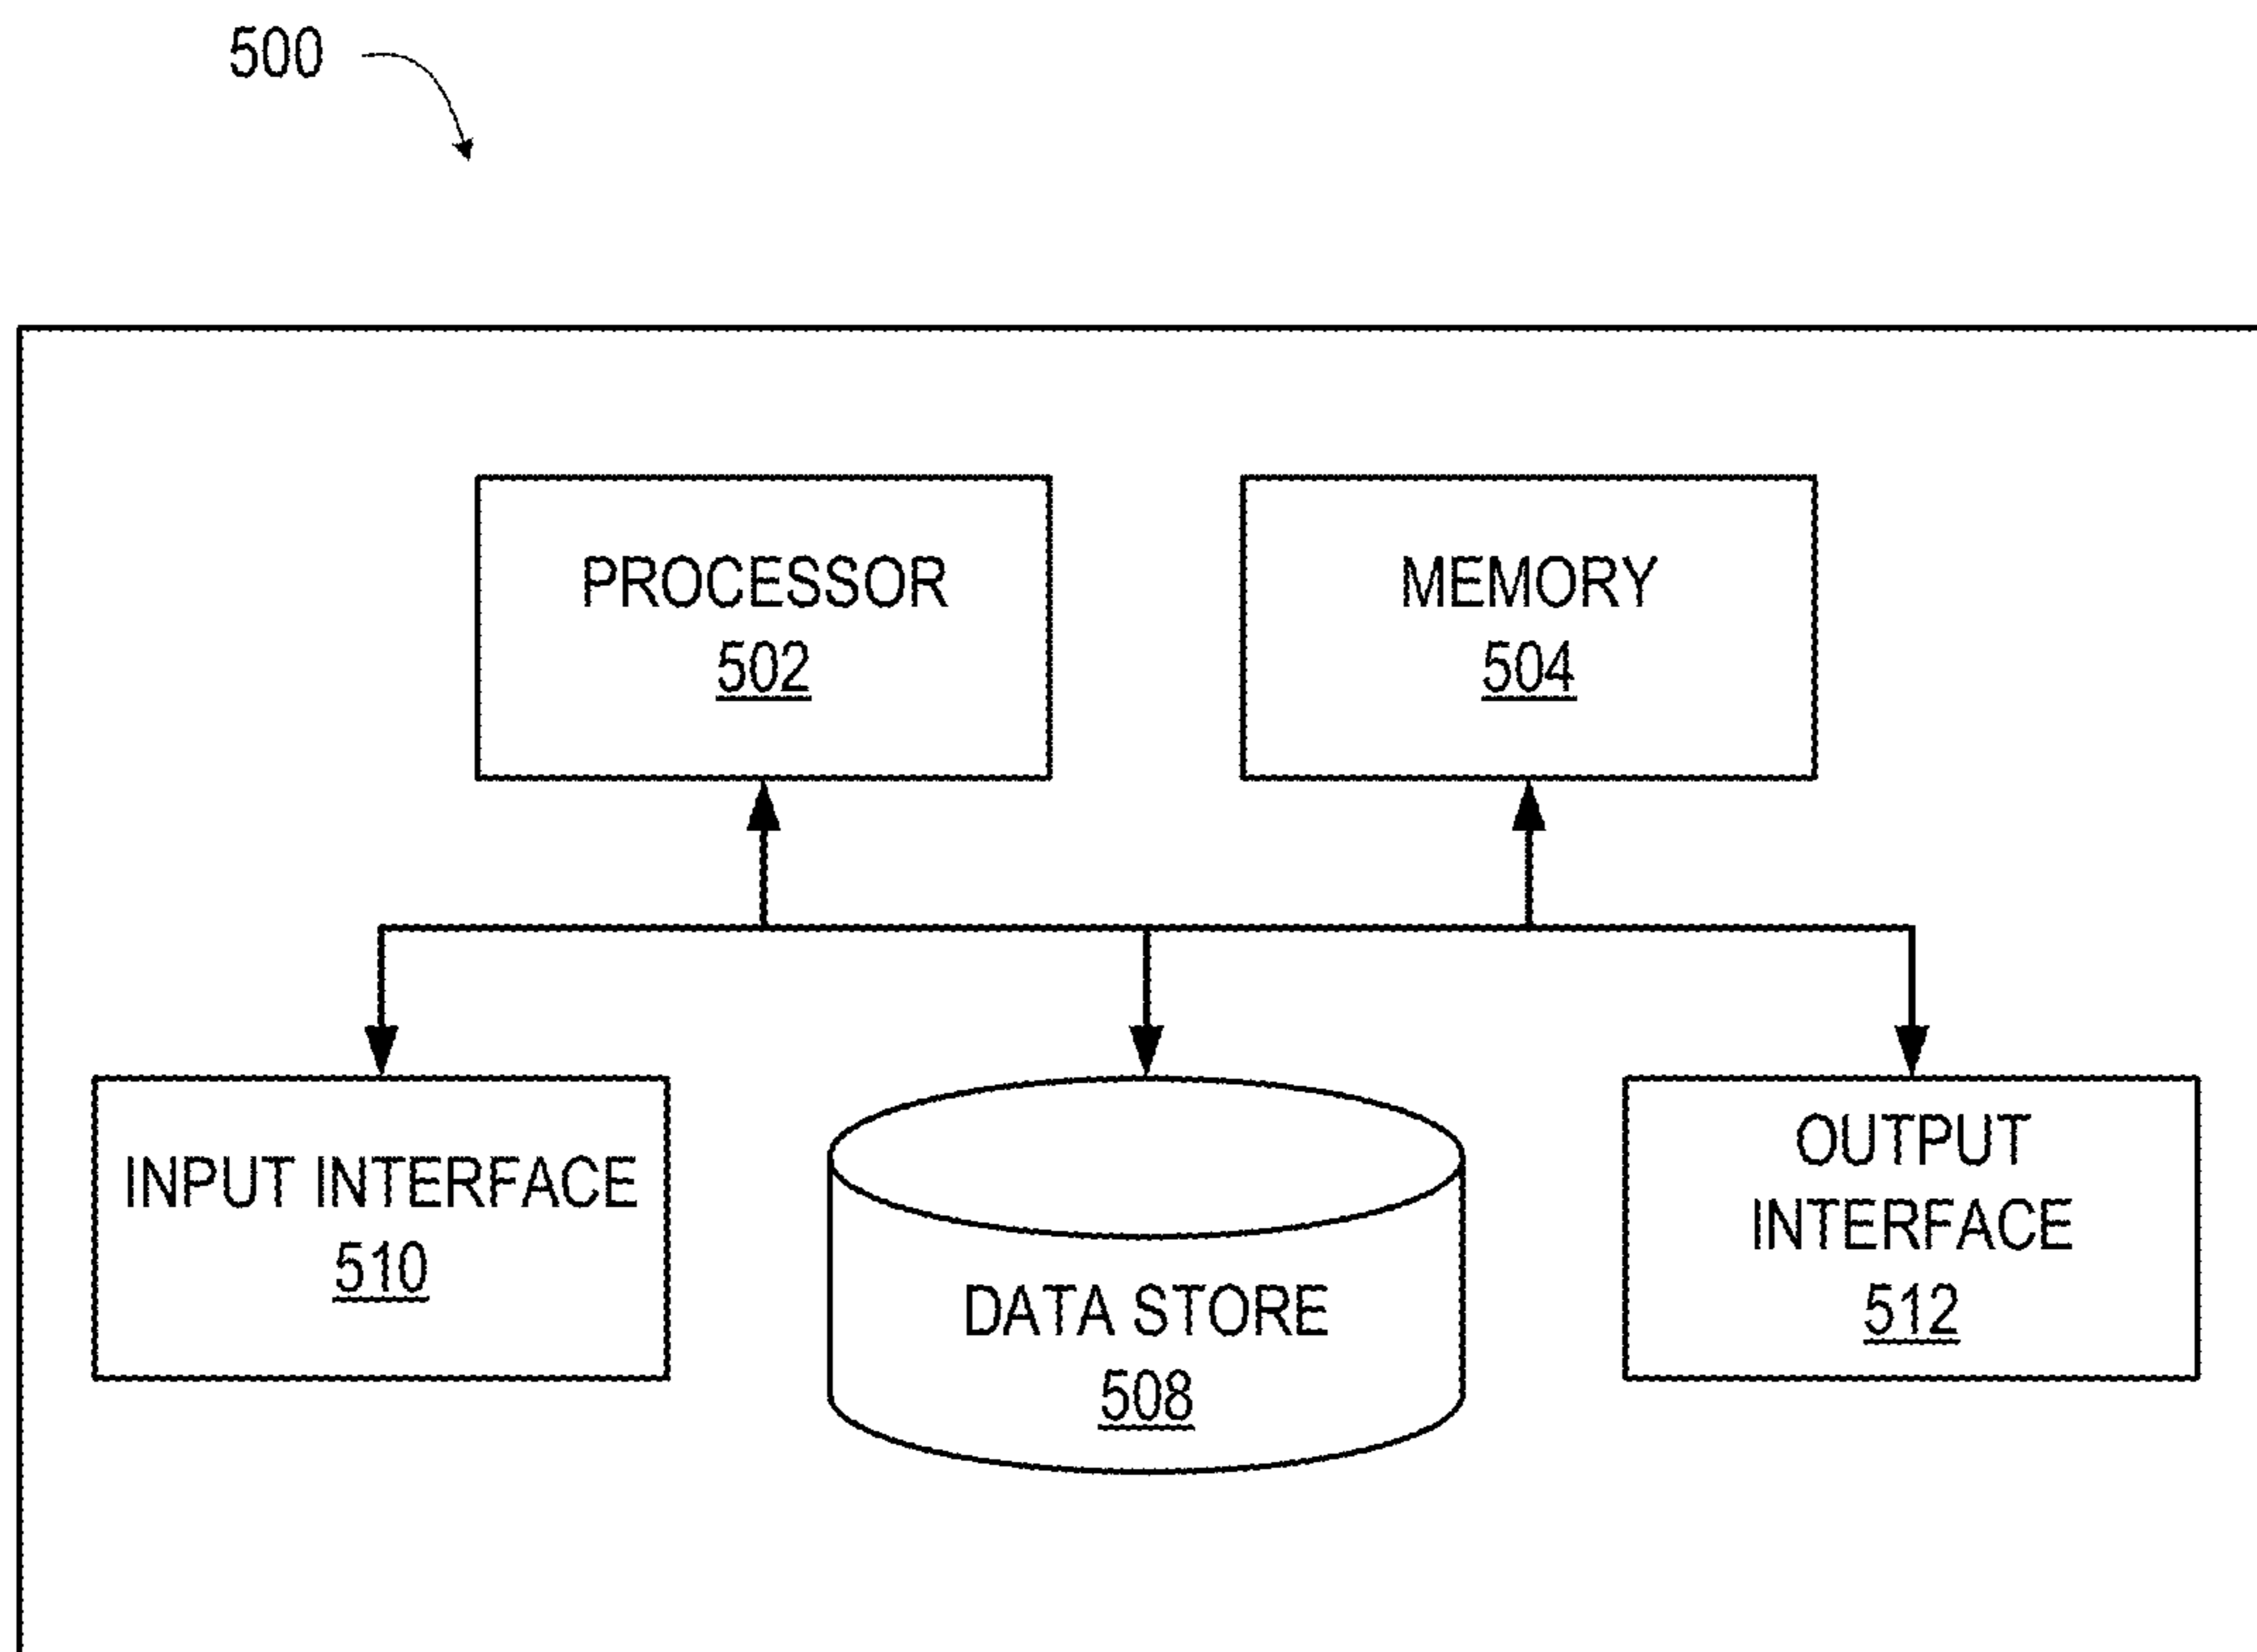 500
PROCESSOR
502
MEMORY
504
INPUT INTERFACE
510
DATA STORE
508
OUTPUT
INTERFACE
512